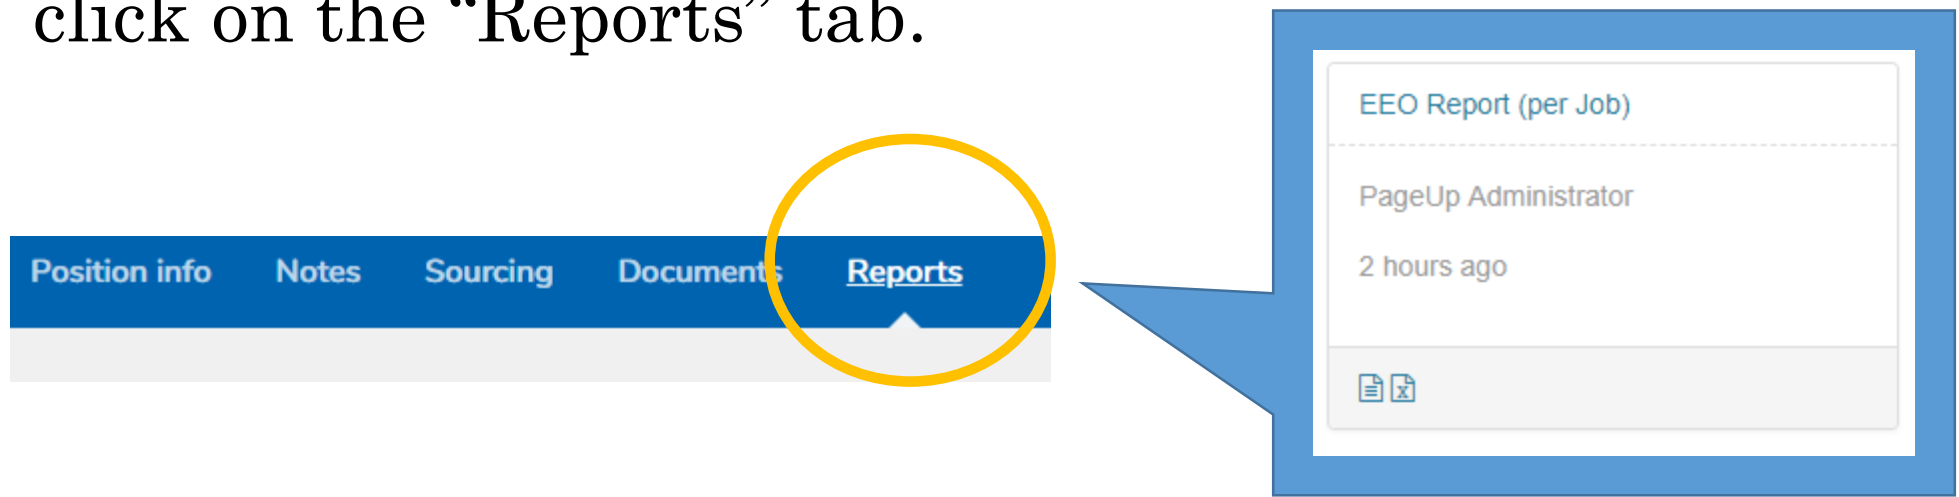 click on the “Reports” tab.
Position info Notes Sourcing Documents Reports
EEO Report (per Job)
PageUp Administrator
2 hours ago